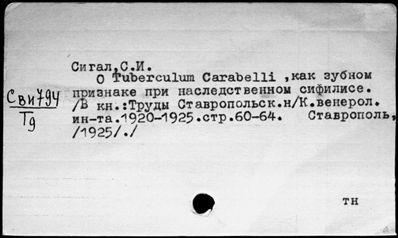 Сигал,С.И.
О Tuberculum Carabelli ,как зубном
признаке при наследственном сифилисе.
/В кн.:Труды Ставропольск.н/К.венерол.
ин-та.1920-1925.стр.60-64. Ставрополь,
/1925/./
Сви794
Тд
тн